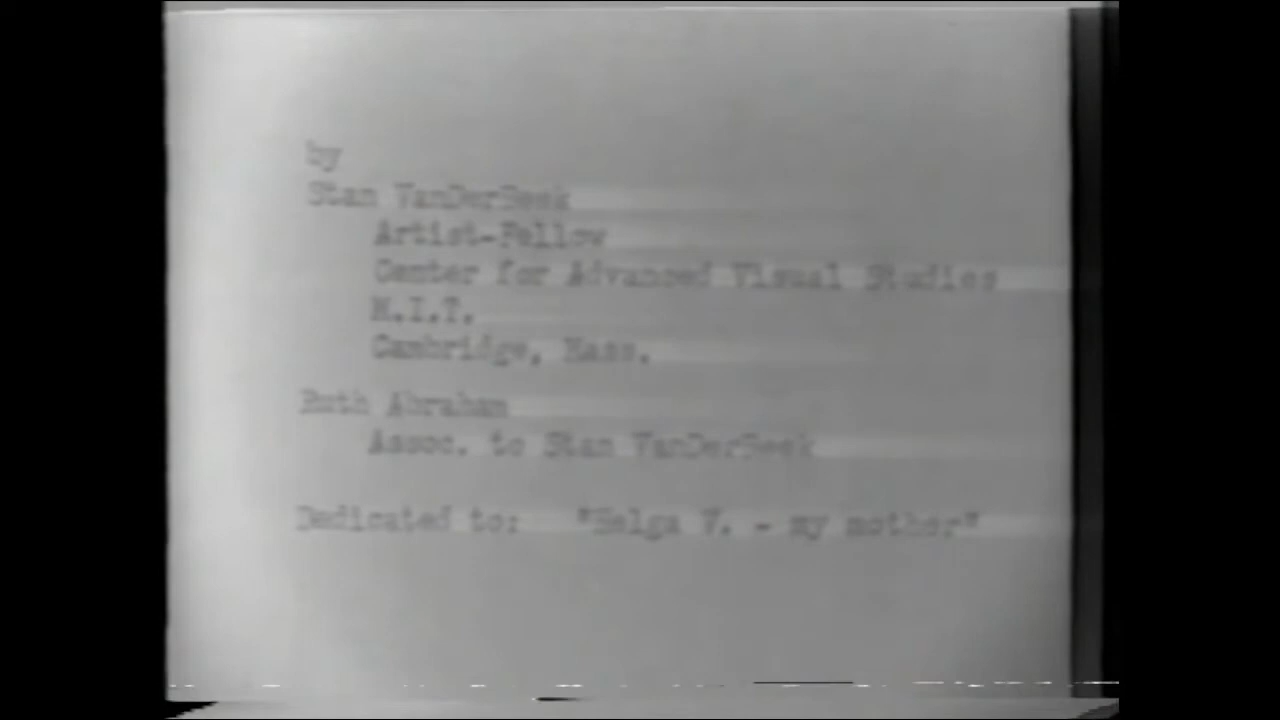 by
Stan VanDerBeek
Artist-Fellow
Center for Advanced Visual Studies
M.I.T.
Cambridge, Mass.
Ruth Abraham
Assoc. to Stan VanDerBeek
Dedicated to: "Helga V. - my mother"